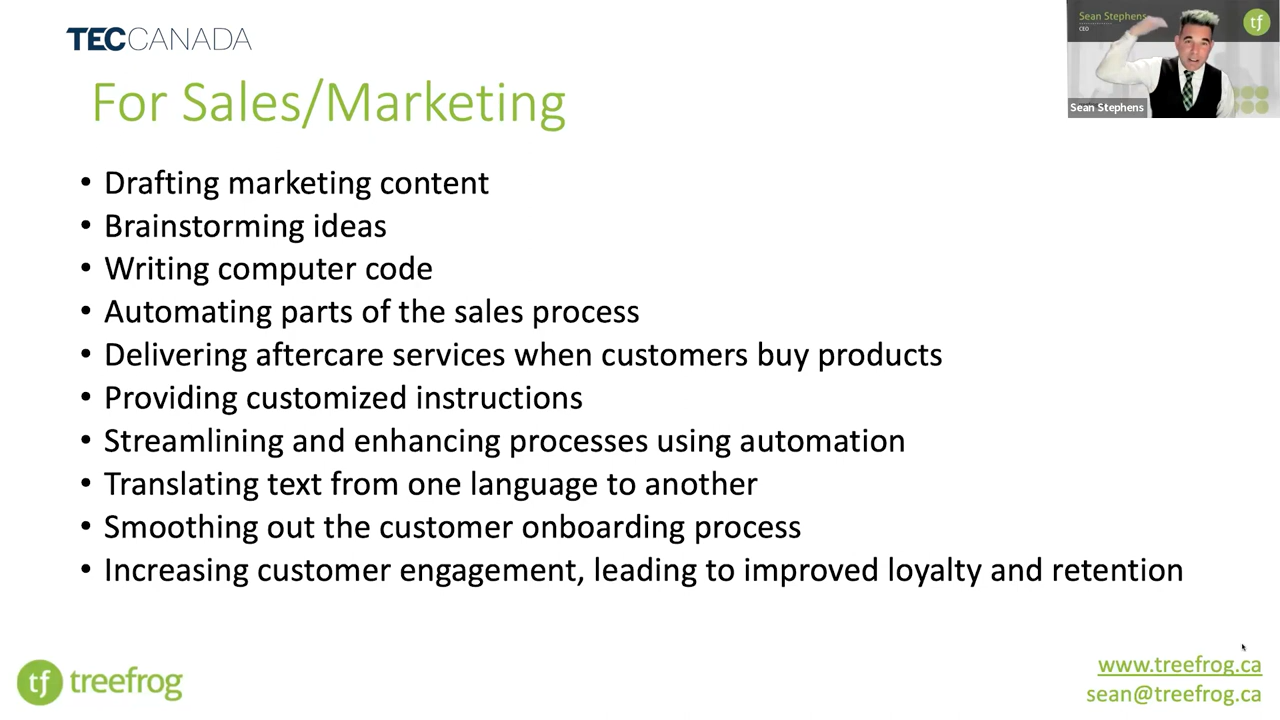 TECCANADA
Sean Stephens
CEO
tf
Sean Stephens
For Sales/Marketing
• Drafting marketing content
• Brainstorming ideas
• Writing computer code
• Automating parts of the sales process
• Delivering aftercare services when customers buy products
• Providing customized instructions
• Streamlining and enhancing processes using automation
• Translating text from one language to another
• Smoothing out the customer onboarding process
• Increasing customer engagement, leading to improved loyalty and retention
tf treefrog
www.treefrog.ca
sean@treefrog.ca